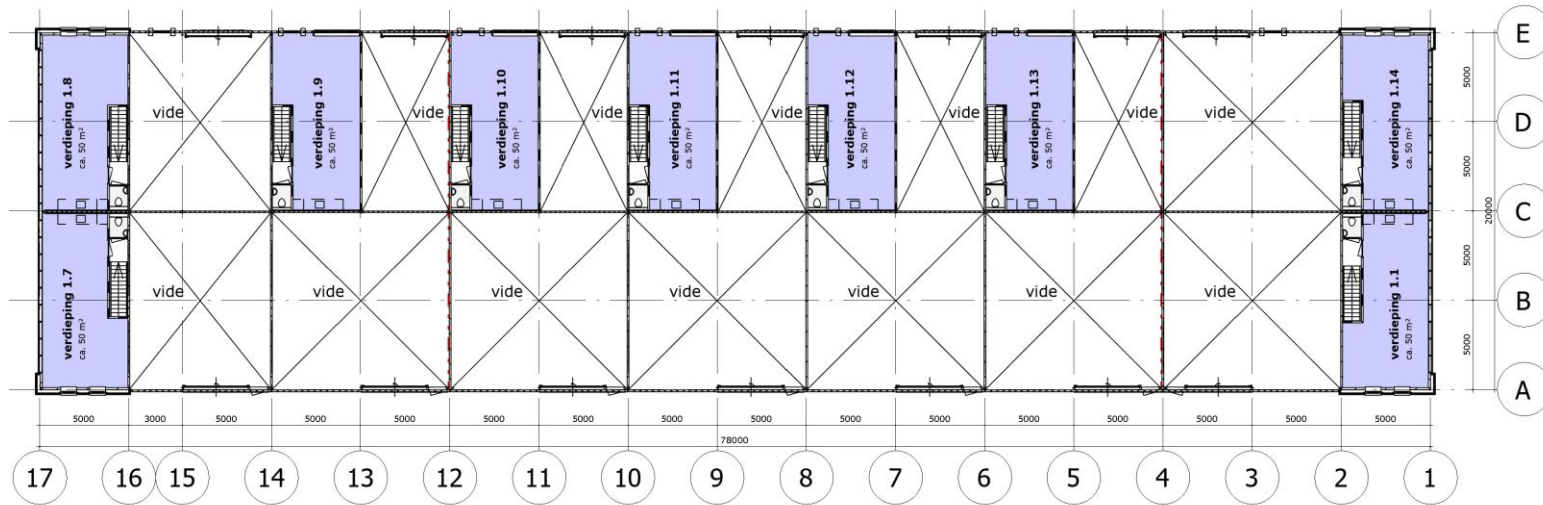 E
verdieping 1.8
ca. 50 m²
vide
verdieping 1.9
ca. 50 m²
vide
verdieping 1.10
ca. 50 m²
vide
verdieping 1.11
ca. 50 m²
vide
verdieping 1.12
ca. 50 m²
vide
verdieping 1.13
ca. 50 m²
vide
vide
verdieping 1.14
ca. 50 m²
5000
D
5000
C
20000
verdieping 1.7
ca. 50 m²
vide
vide
vide
vide
vide
vide
vide
verdieping 1.1
ca. 50 m²
5000
B
5000
A
5000 3000 5000 5000 5000 5000 5000 5000 5000 5000 5000 5000 5000 5000 5000 5000
78000
17 16 15 14 13 12 11 10 9 8 7 6 5 4 3 2 1